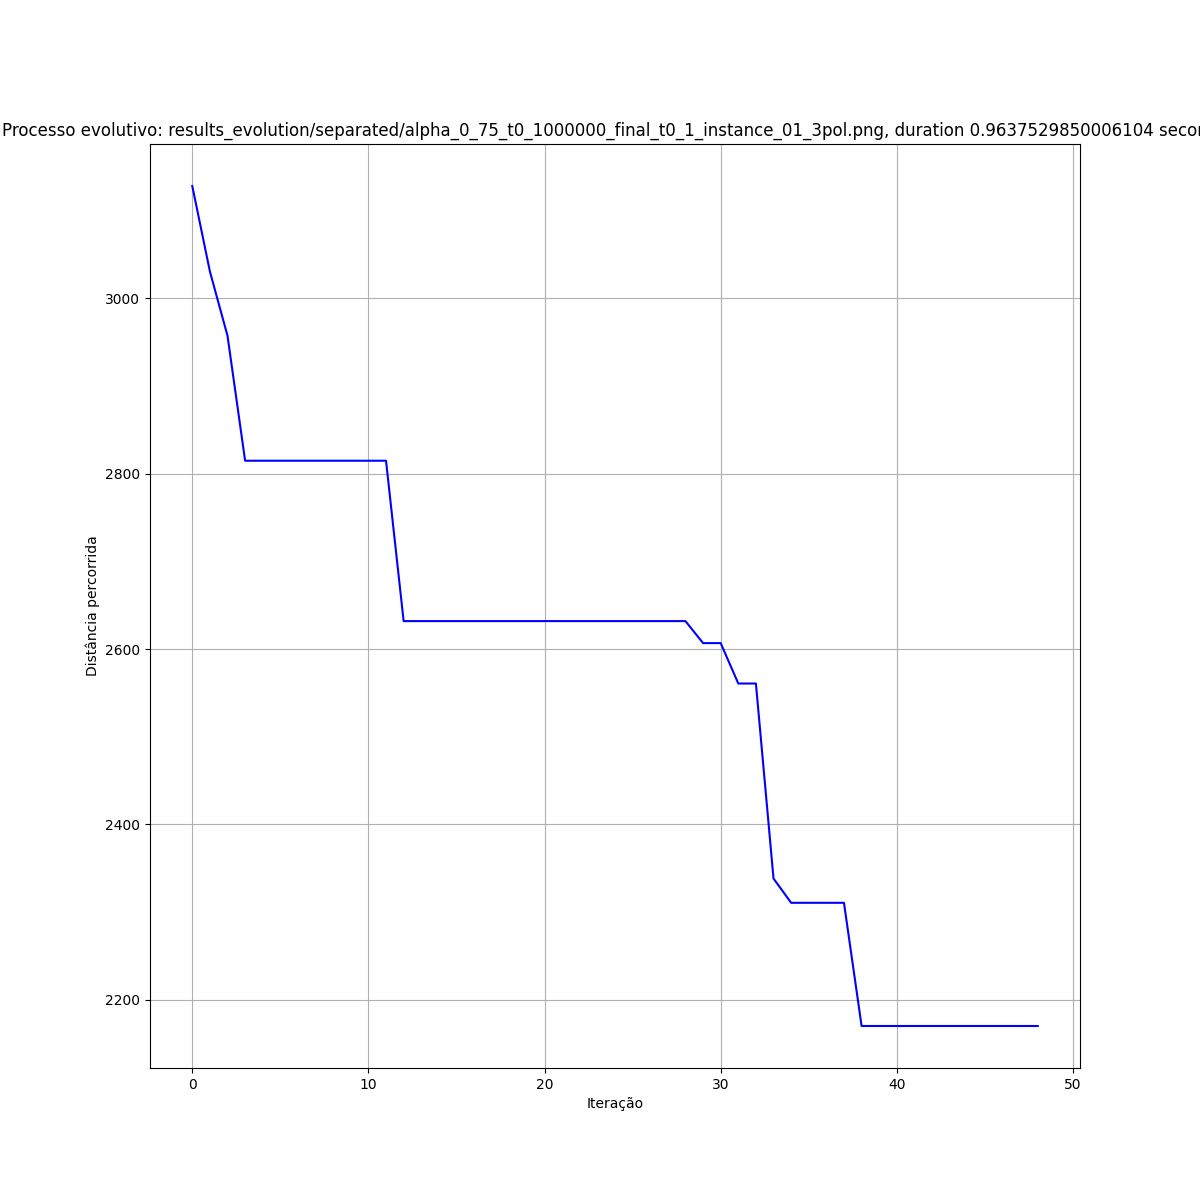 Processo evolutivo: results_evolution/separated/alpha_0_75_t0_1000000_final_t0_1_instance_01_3pol.png, duration 0.9637529850006104
3000
2800
2600
2400
2200
Distância percorrida
0 10 20 30 40 50
Iteração